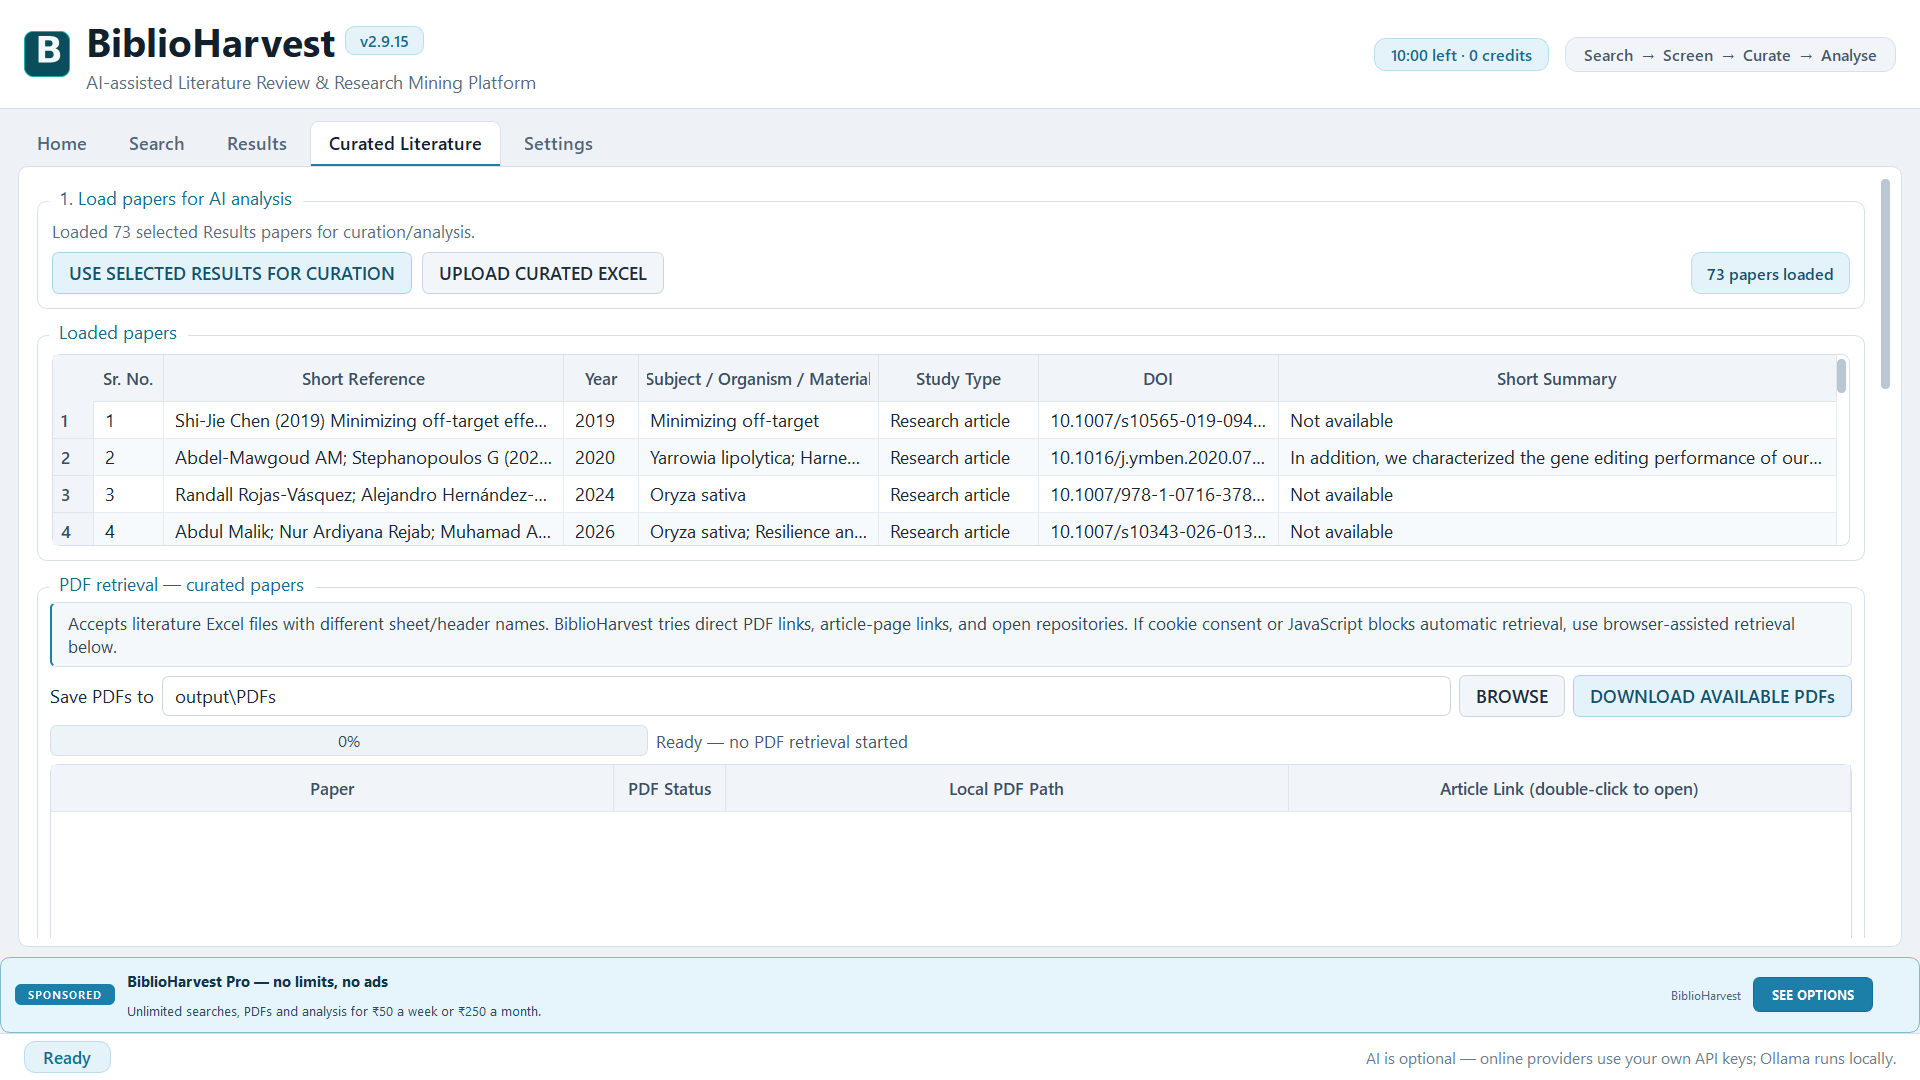 B
BiblioHarvest v2.9.15
AI-assisted Literature Review & Research Mining Platform
10:00 left · 0 credits
Search → Screen → Curate → Analyse
Home Search Results Curated Literature Settings
1. Load papers for AI analysis
Loaded 73 selected Results papers for curation/analysis.
USE SELECTED RESULTS FOR CURATION UPLOAD CURATED EXCEL 73 papers loaded
Loaded papers
Sr. No. Short Reference Year Subject / Organism / Material Study Type DOI Short Summary
1 1 Shi-Jie Chen (2019) Minimizing off-target effe... 2019 Minimizing off-target Research article 10.1007/s10565-019-094... Not available
2 2 Abdel-Mawgoud AM; Stephanopoulos G (202... 2020 Yarrowia lipolytica; Harne... Research article 10.1016/j.ymben.2020.07... In addition, we characterized the gene editing performance of our...
3 3 Randall Rojas-Vásquez; Alejandro Hernández-... 2024 Oryza sativa Research article 10.1007/978-1-0716-378... Not available
4 4 Abdul Malik; Nur Ardiyana Rejab; Muhamad A... 2026 Oryza sativa; Resilience an... Research article 10.1007/s10343-026-013... Not available
PDF retrieval — curated papers
Accepts literature Excel files with different sheet/header names. BiblioHarvest tries direct PDF links, article-page links, and open repositories. If cookie consent or JavaScript blocks automatic retrieval, use browser-assisted retrieval
below.
Save PDFs to output\PDFs BROWSE DOWNLOAD AVAILABLE PDFs
0% Ready — no PDF retrieval started
Paper PDF Status Local PDF Path Article Link (double-click to open)
SPONSORED
BiblioHarvest Pro — no limits, no ads
Unlimited searches, PDFs and analysis for ₹50 a week or ₹250 a month.
BiblioHarvest SEE OPTIONS
Ready
AI is optional — online providers use your own API keys; Ollama runs locally.